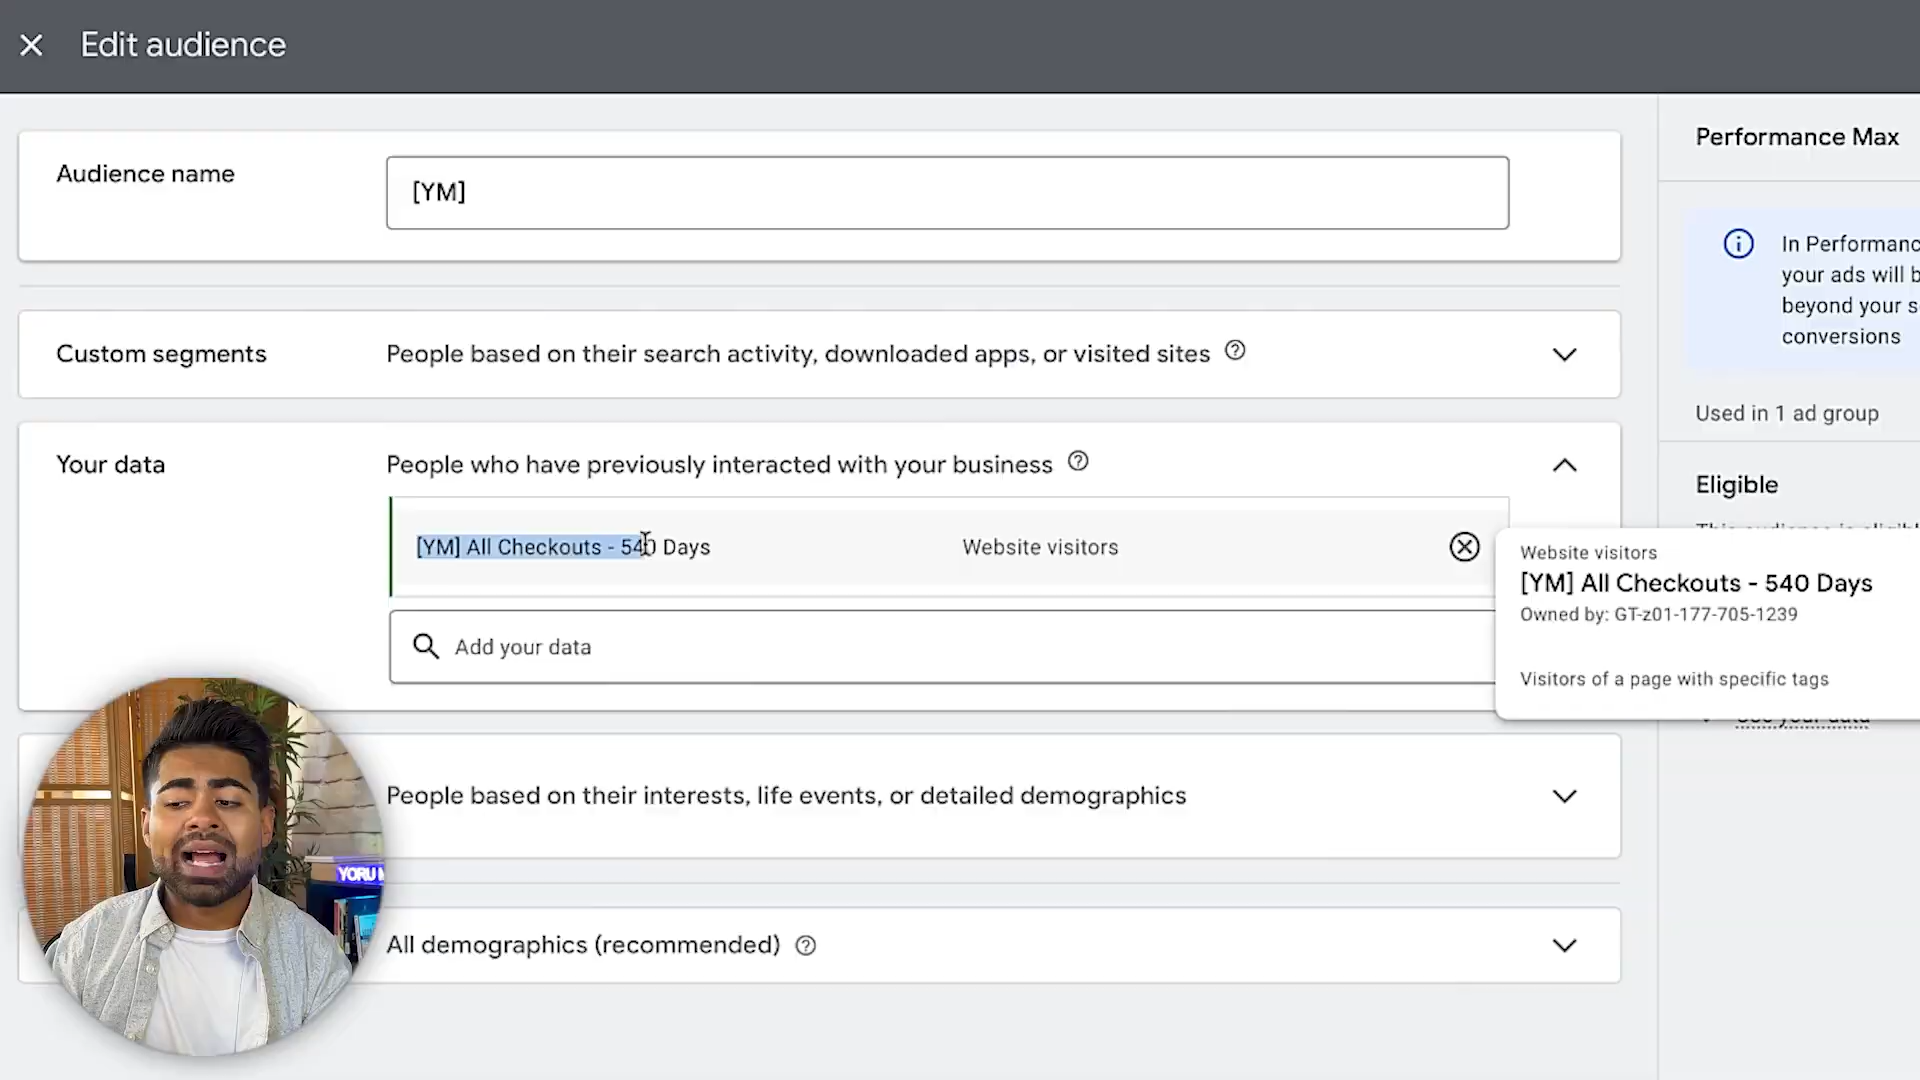 Edit audience
Audience name
[YM]
Custom segments
People based on their search activity, downloaded apps, or visited sites
Your data
People who have previously interacted with your business
[YM] All Checkouts - 540 Days
Website visitors
Add your data
People based on their interests, life events, or detailed demographics
All demographics (recommended)
Performance Max
In Performanc
your ads will b
beyond your s
conversions
Used in 1 ad group
Eligible
Website visitors
[YM] All Checkouts - 540 Days
Owned by: GT-z01-177-705-1239
Visitors of a page with specific tags
YORU M